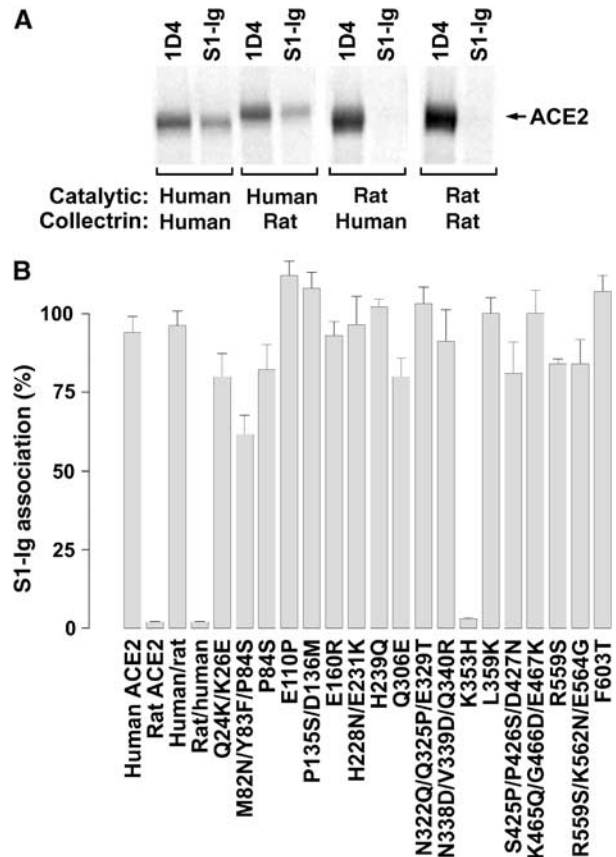 A
1D4 S1-Ig 1D4 S1-Ig 1D4 S1-Ig 1D4 S1-Ig
ACE2
Catalytic: Human Human Rat Rat
Collectrin: Human Rat Human Rat
B
S1-Ig association (%)
100
75
50
25
0
Human ACE2
Rat ACE2
Human/rat
Rat/human
Q24K/K26E
M82N/Y83F/P84S
P84S
E110P
P135S/D136M
E160R
H228N/E231K
H239Q
Q306E
N322Q/Q325P/E329T
N338D/V339D/Q340R
K353H
L359K
S425P/P426S/D427N
K465Q/G466D/E467K
R559S
R559S/K562N/E564G
F603T